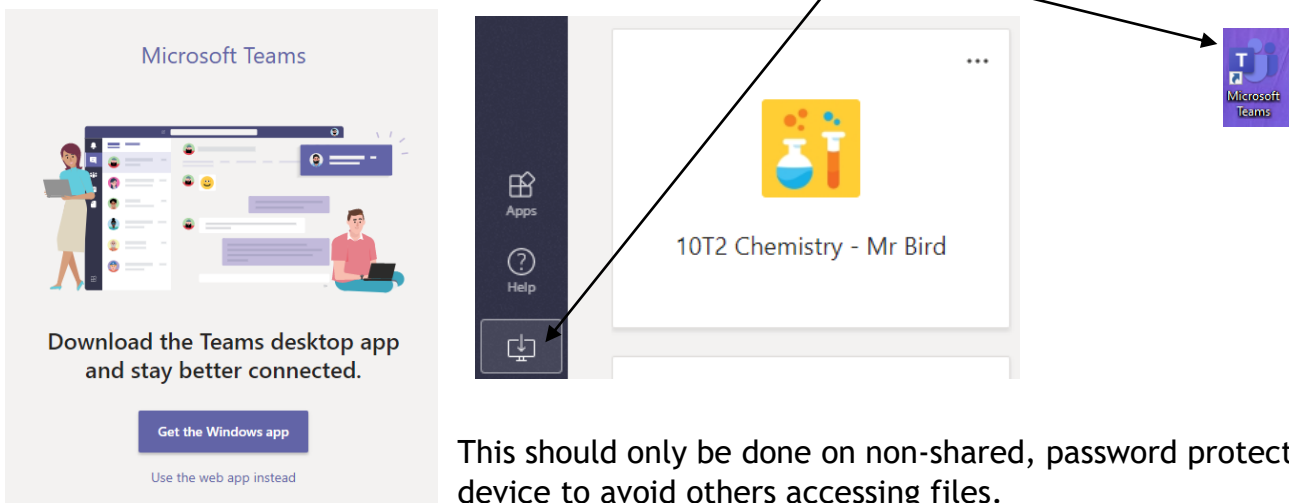 Microsoft Teams
Download the Teams desktop app
and stay better connected.
Get the Windows app
Use the web app instead
Apps
Help
10T2 Chemistry - Mr Bird
T
Microsoft
Teams
This should only be done on non-shared, password protect
device to avoid others accessing files.